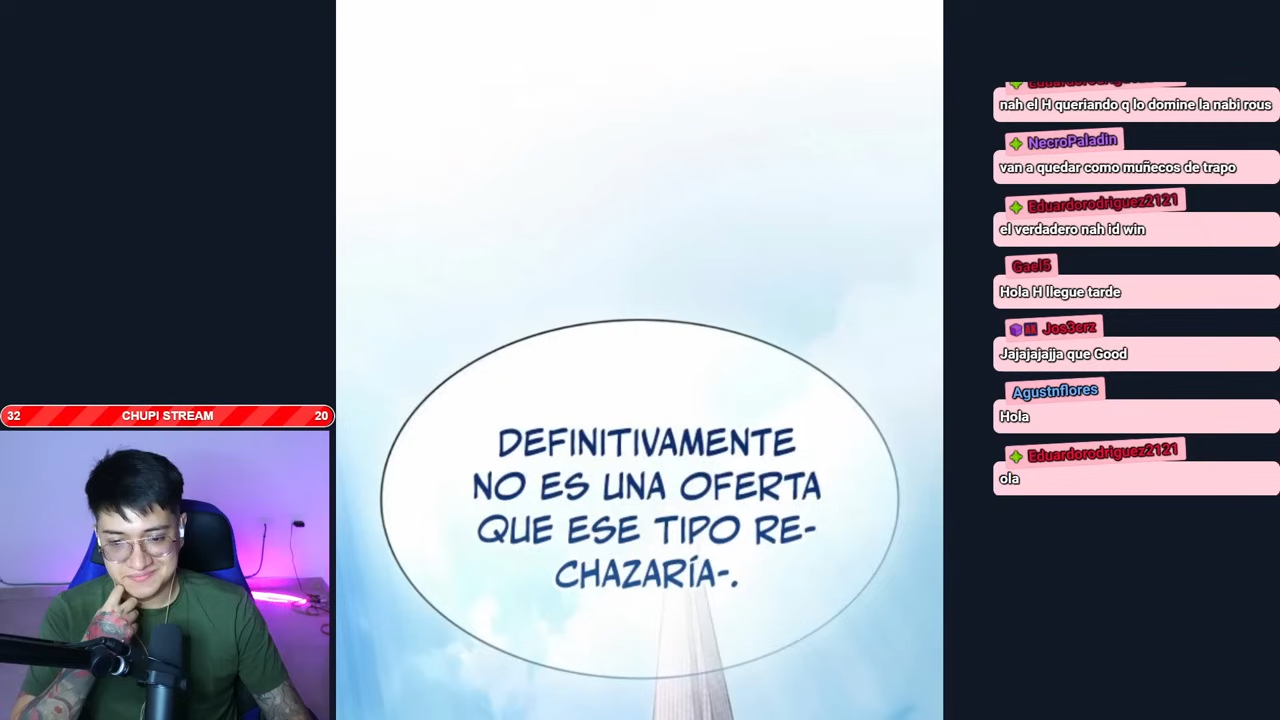 32 CHUPI STREAM 20
DEFINITIVAMENTE
NO ES UNA OFERTA
QUE ESE TIPO RE-
CHAZARÍA-.
nah el H queriando q lo domine la nabi rous
NecroPaladin
van a quedar como muñecos de trapo
Eduardorodriguez2121
el verdadero nah id win
Gael5
Hola H llegue tarde
Jos3erz
Jajajajajja que Good
Agustnflores
Hola
Eduardorodriguez2121
ola